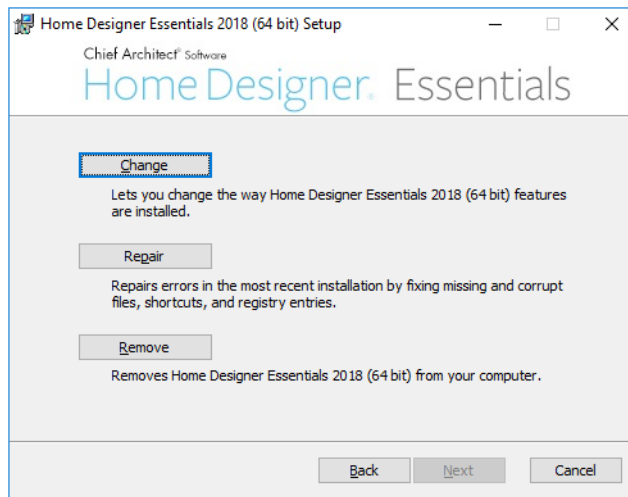 Home Designer Essentials 2018 (64 bit) Setup
Chief Architect® Software
Home Designer® Essentials
Change
Lets you change the way Home Designer Essentials 2018 (64 bit) features
are installed.
Repair
Repairs errors in the most recent installation by fixing missing and corrupt
files, shortcuts, and registry entries.
Remove
Removes Home Designer Essentials 2018 (64 bit) from your computer.
Back Next Cancel